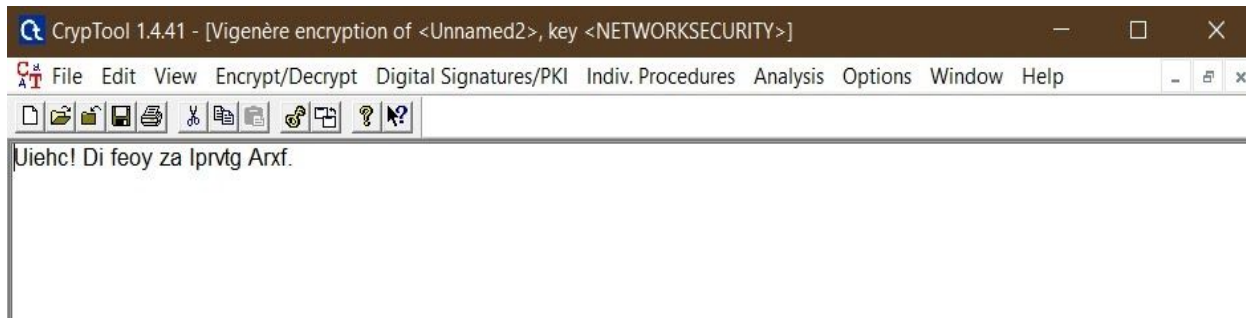 CrypTool 1.4.41 - [Vigenère encryption of <Unnamed2>, key <NETWORKSECURITY>]
File Edit View Encrypt/Decrypt Digital Signatures/PKI Indiv. Procedures Analysis Options Window Help
Uiehc! Di feoy za Iprvtg Arxf.